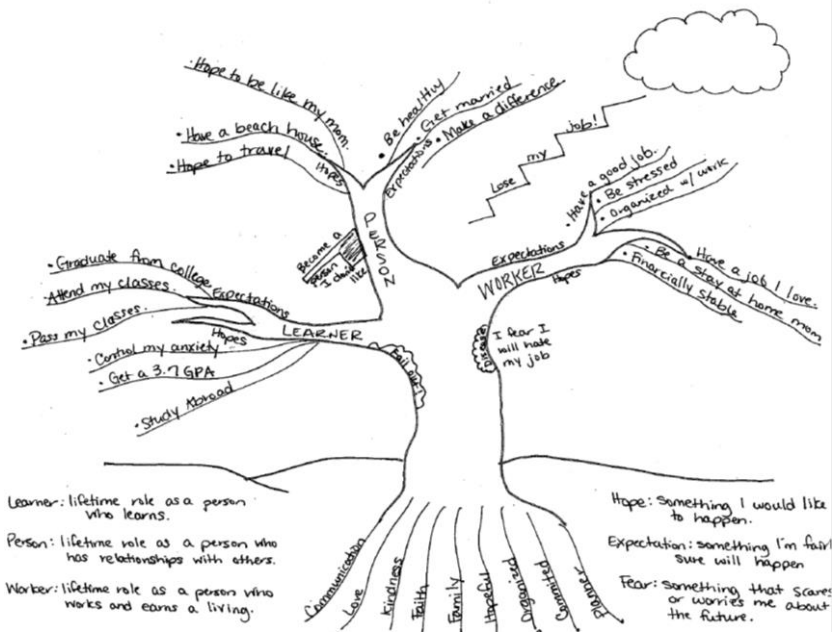 • Hope to be like my mom.
• Have a beach house.
• Hope to travel
Hopes
• Be healthy
• Get married
• Make a difference
Expectations
PERSON
Become a
person
I don't
like
Lose my job!
• Have a good job.
• Be stressed
• Organized w/ work
Expectations
WORKER
Hopes
• Have a job I love.
• Be a stay at home mom
• Financially stable
I fear I
will hate
my job
• Graduate from college
Attend my classes.
• Pass my classes.
Expectations
LEARNER
Hopes
• Control my anxiety
• Get a 3.7 GPA
• Study Abroad
Fail out!
Learner: lifetime role as a person
who learns.
Person: lifetime role as a person who
has relationships with others.
Worker: lifetime role as a person who
works and earns a living.
Communication
Love
Kindness
Faith
Family
Hopeful
Organized
Committed
Planner
Hope: something I would like
to happen.
Expectation: something I'm fairl
sure will happen
Fear: something that scares
or worries me about
the future.